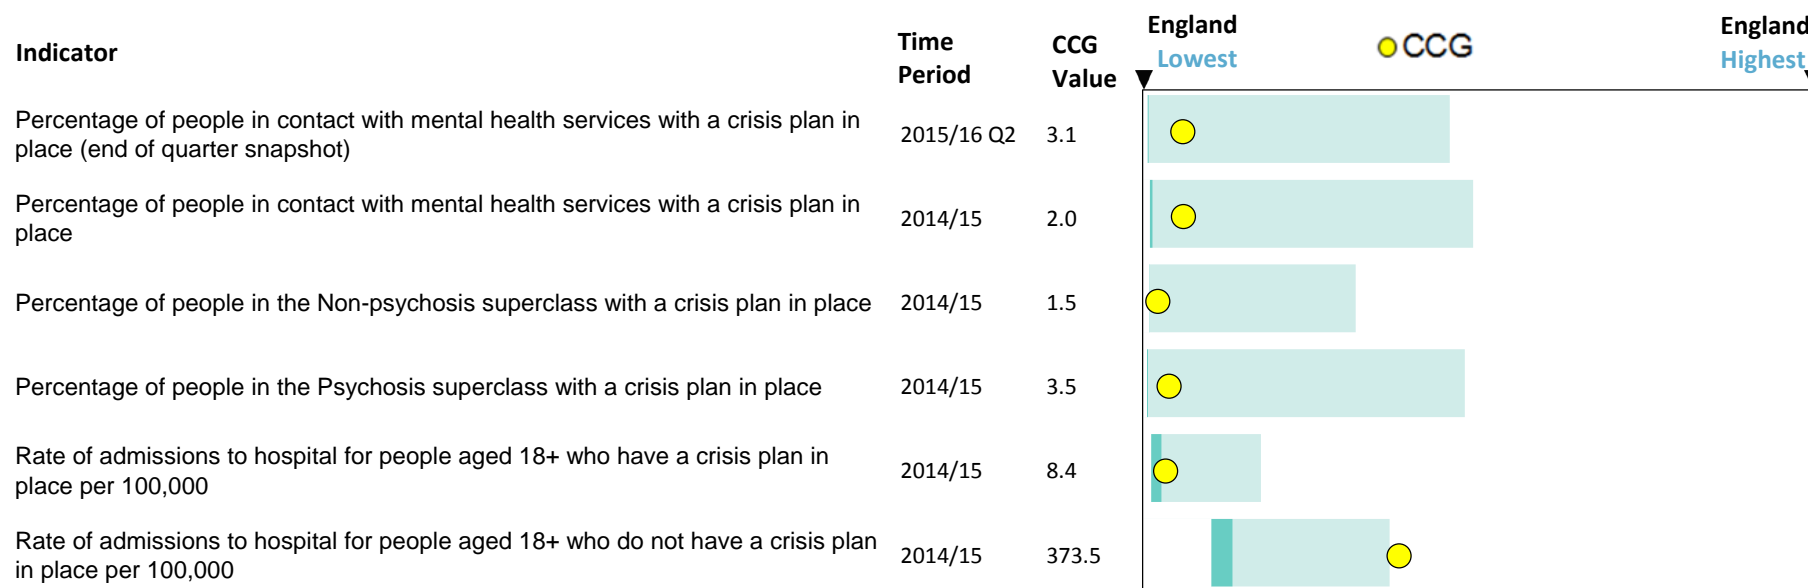 Indicator
Time
Period
CCG
Value
England
Lowest
CCG
England
Highest
Percentage of people in contact with mental health services with a crisis plan in
place (end of quarter snapshot)
2015/16 Q2 3.1
Percentage of people in contact with mental health services with a crisis plan in
place
2014/15 2.0
Percentage of people in the Non-psychosis superclass with a crisis plan in place 2014/15 1.5
Percentage of people in the Psychosis superclass with a crisis plan in place 2014/15 3.5
Rate of admissions to hospital for people aged 18+ who have a crisis plan in
place per 100,000
2014/15 8.4
Rate of admissions to hospital for people aged 18+ who do not have a crisis plan
in place per 100,000
2014/15 373.5